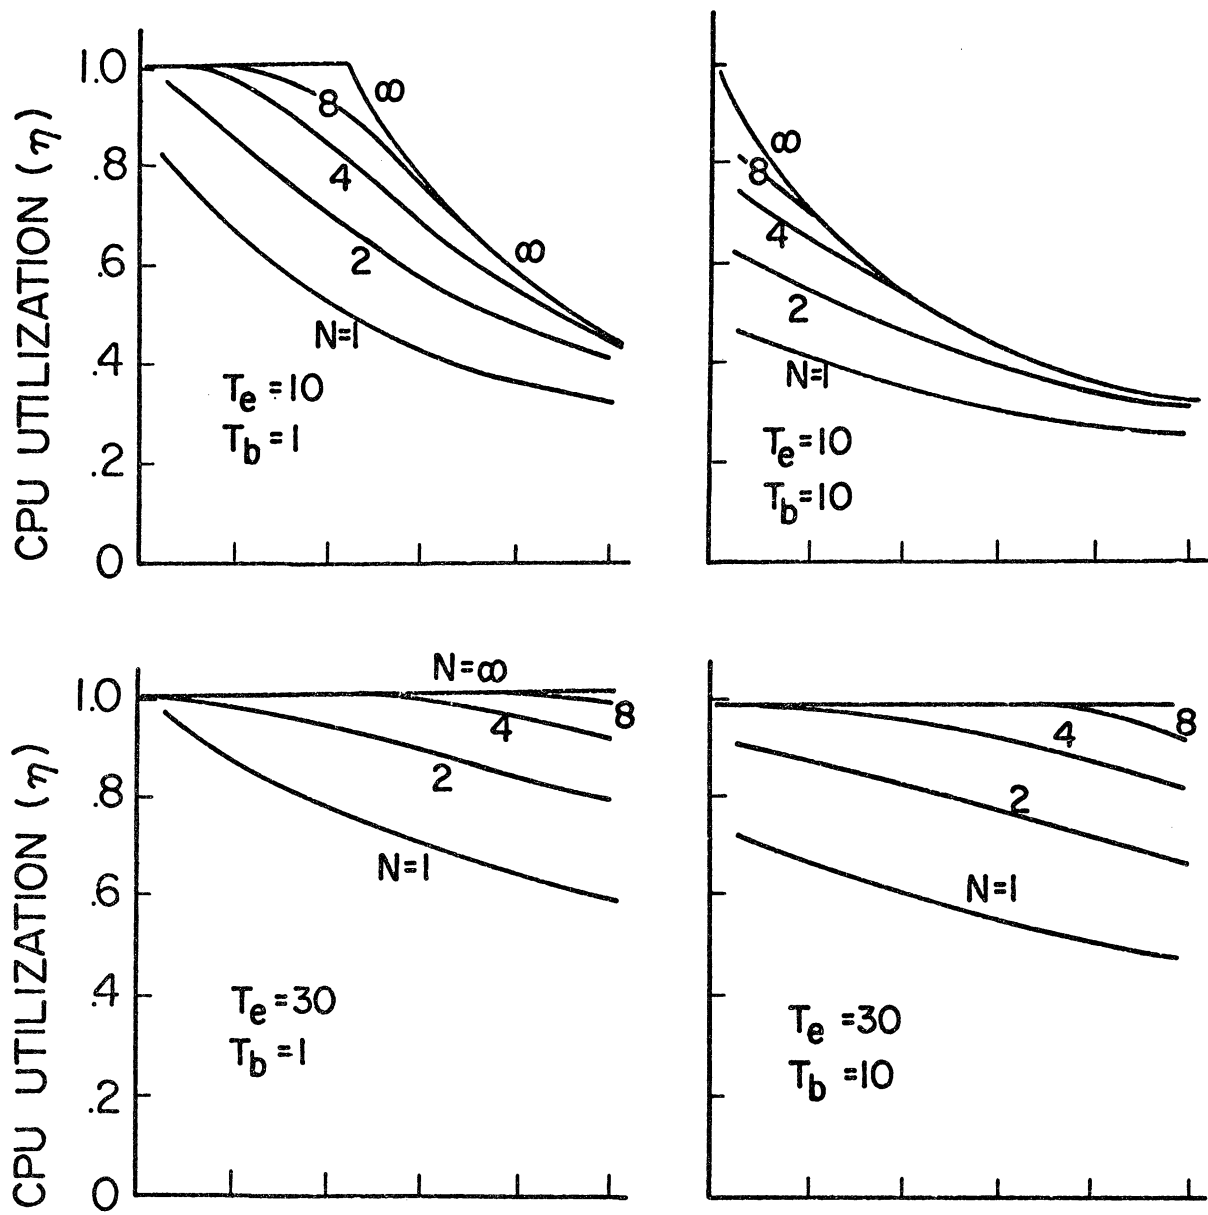 CPU UTILIZATION (η)
1.0
.8
.6
.4
.2
0
∞
8
4
∞
2
N=1
Te=10
Tb=1
∞
8
4
2
N=1
Te=10
Tb=10
CPU UTILIZATION (η)
1.0
.8
.6
.4
.2
0
N=∞
8
4
2
N=1
Te=30
Tb=1
8
4
2
N=1
Te=30
Tb=10